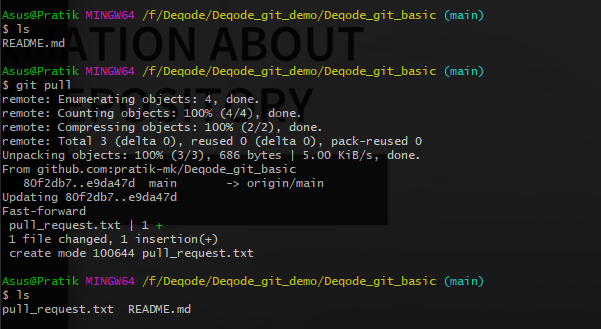 MATION ABOUT
REPOSITORY
Asus@Pratik MINGW64 /f/Deqode/Deqode_git_demo/Deqode_git_basic (main)
$ ls
README.md
Asus@Pratik MINGW64 /f/Deqode/Deqode_git_demo/Deqode_git_basic (main)
$ git pull
remote: Enumerating objects: 4, done.
remote: Counting objects: 100% (4/4), done.
remote: Compressing objects: 100% (2/2), done.
remote: Total 3 (delta 0), reused 0 (delta 0), pack-reused 0
Unpacking objects: 100% (3/3), 686 bytes | 5.00 KiB/s, done.
From github.com:pratik-mk/Deqode_git_basic
   80f2db7..e9da47d  main       -> origin/main
Updating 80f2db7..e9da47d
Fast-forward
 pull_request.txt | 1 +
 1 file changed, 1 insertion(+)
 create mode 100644 pull_request.txt
Asus@Pratik MINGW64 /f/Deqode/Deqode_git_demo/Deqode_git_basic (main)
$ ls
pull_request.txt  README.md